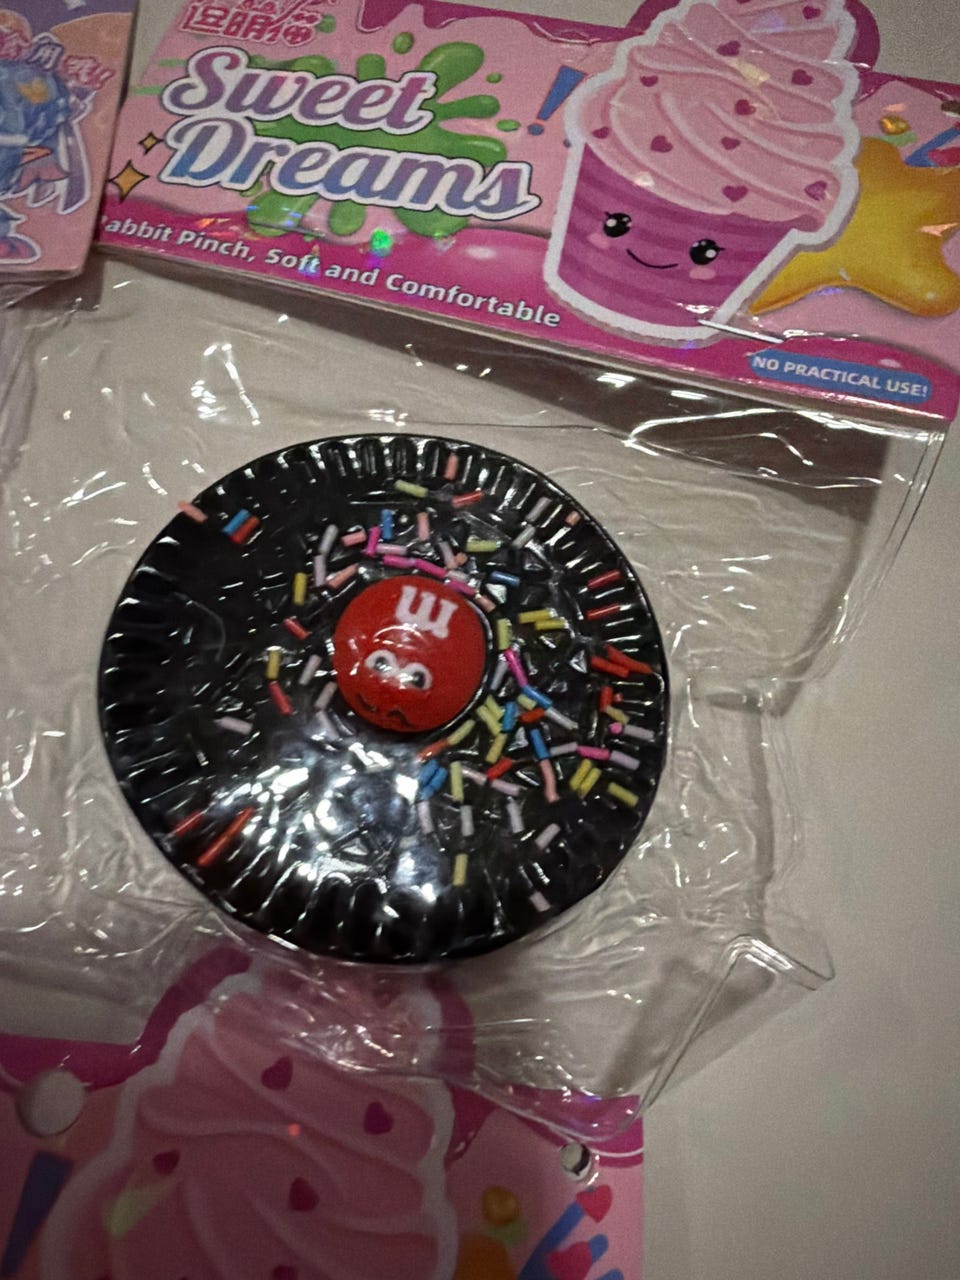 Sweet
Dreams
abbit Pinch, Soft and Comfortable
NO PRACTICAL USE!
m